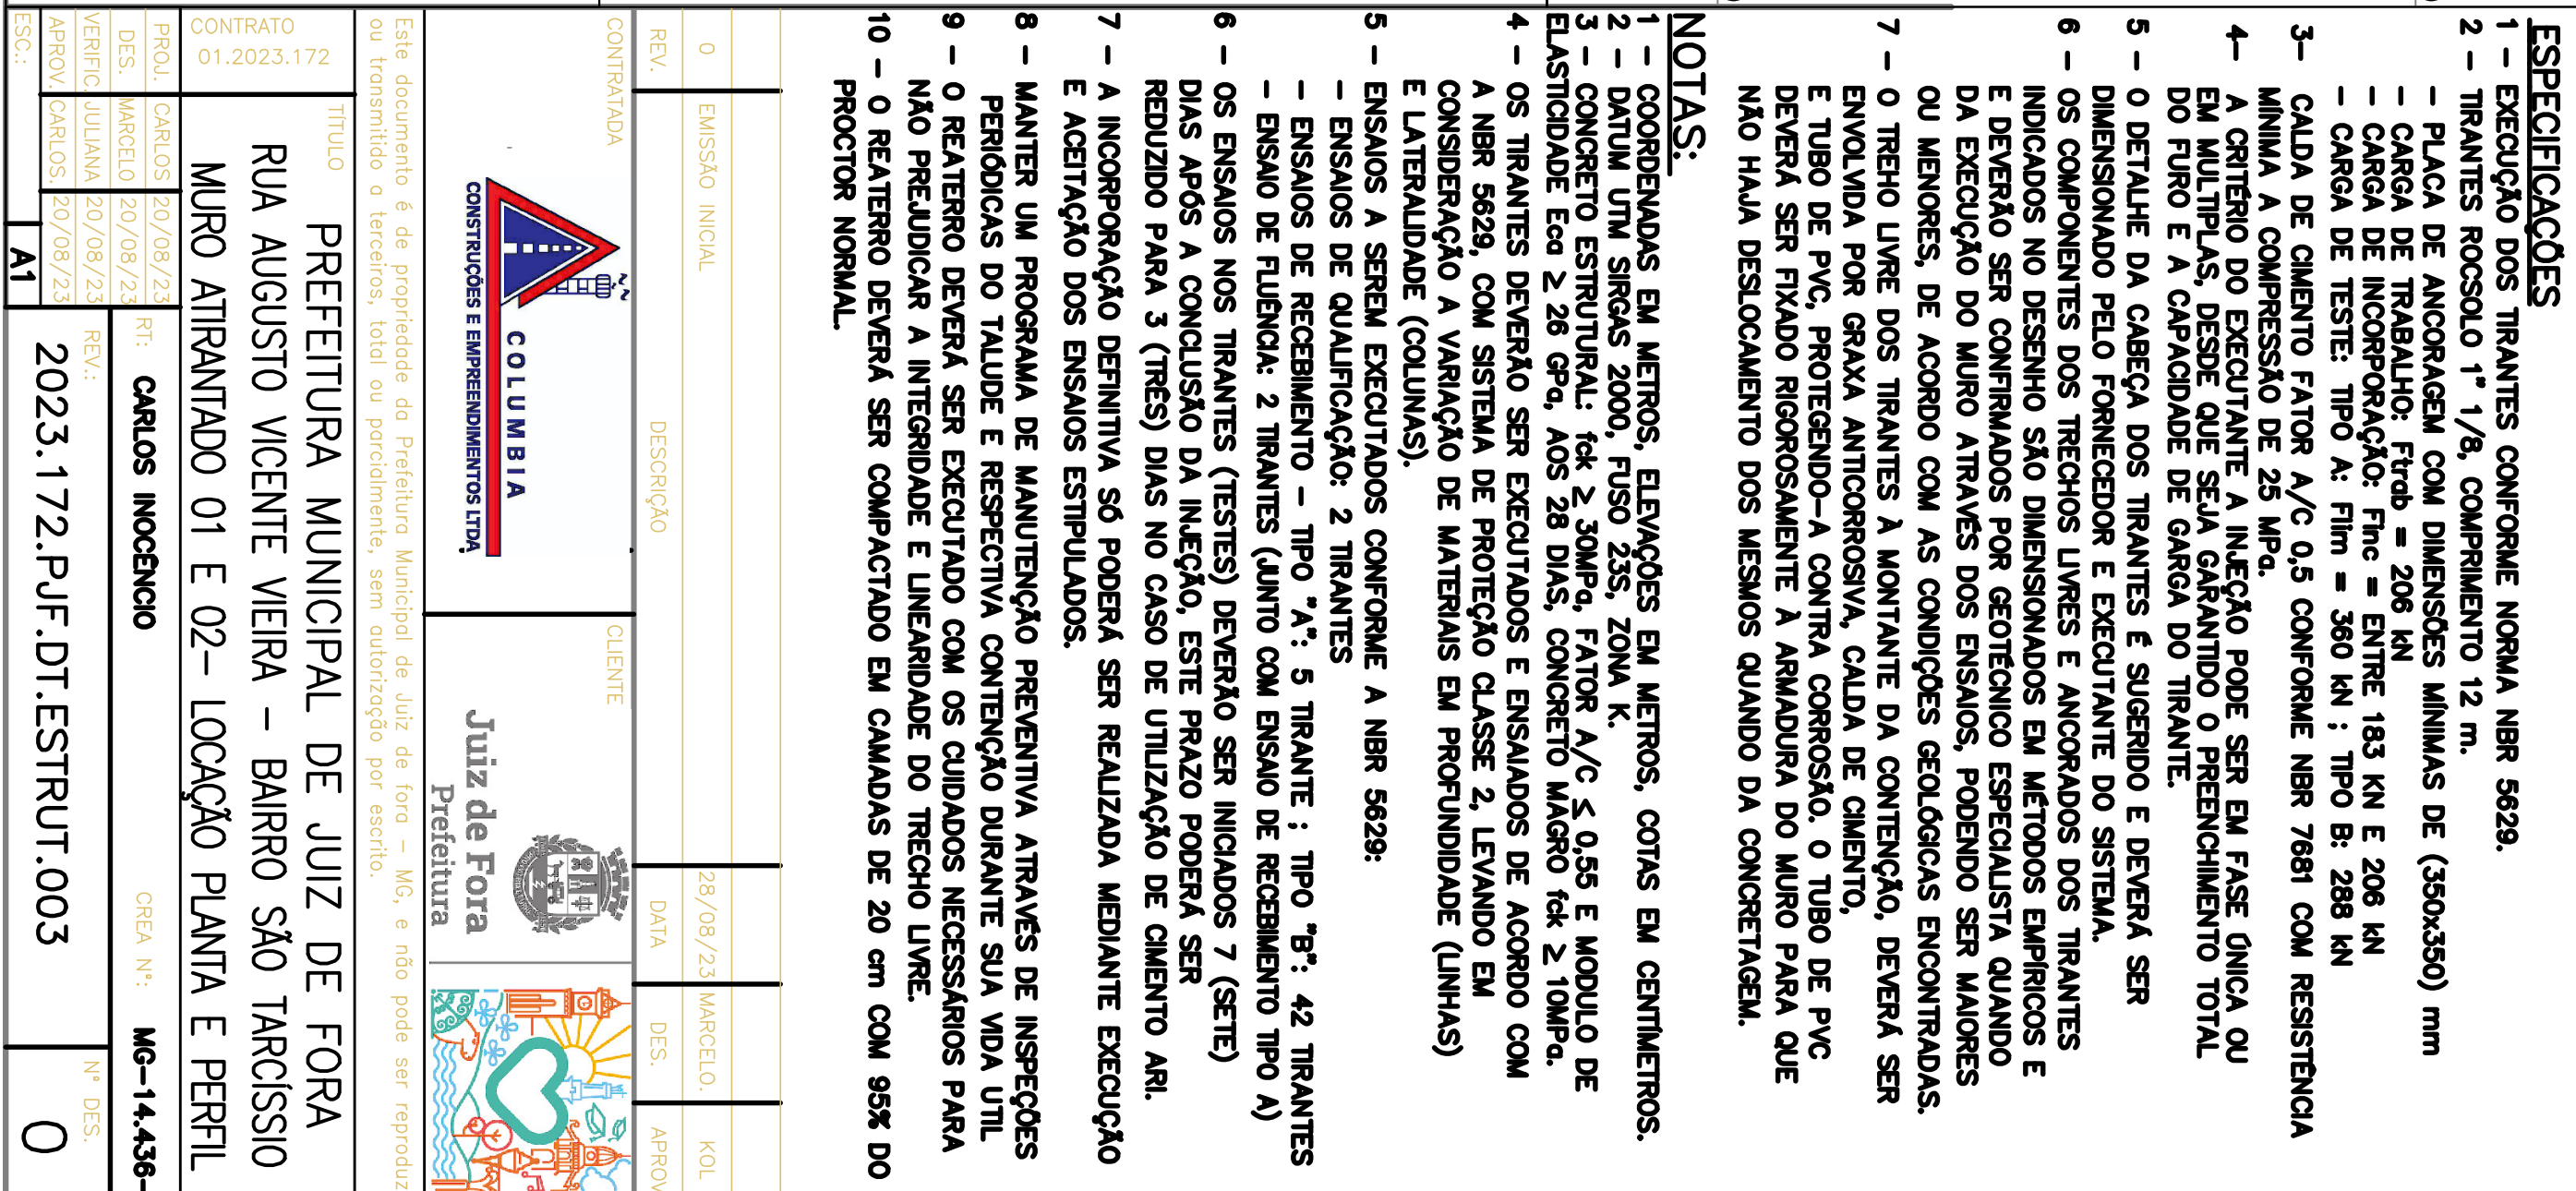 ESPECIFICAÇÕES
1 – EXECUÇÃO DOS TIRANTES CONFORME NORMA NBR 5629.
2 – TIRANTES ROCSOLO 1" 1/8, COMPRIMENTO 12 m.
– PLACA DE ANCORAGEM COM DIMENSÕES MÍNIMAS DE (350x350) mm
– CARGA DE TRABALHO: Ftrab = 206 kN
– CARGA DE INCORPORAÇÃO: Finc = ENTRE 183 KN E 206 kN
– CARGA DE TESTE: TIPO A: Flim = 360 kN ; TIPO B: 288 kN
3– CALDA DE CIMENTO FATOR A/C 0,5 CONFORME NBR 7681 COM RESISTÊNCIA
MÍNIMA A COMPRESSÃO DE 25 MPa.
4– A CRITÉRIO DO EXECUTANTE A INJEÇÃO PODE SER EM FASE ÚNICA OU
EM MULTIPLAS, DESDE QUE SEJA GARANTIDO O PREENCHIMENTO TOTAL
DO FURO E A CAPACIDADE DE GARGA DO TIRANTE.
5 – O DETALHE DA CABEÇA DOS TIRANTES É SUGERIDO E DEVERÁ SER
DIMENSIONADO PELO FORNECEDOR E EXECUTANTE DO SISTEMA.
6 – OS COMPONENTES DOS TRECHOS LIVRES E ANCORADOS DOS TIRANTES
INDICADOS NO DESENHO SÃO DIMENSIONADOS EM MÉTODOS EMPÍRICOS E
E DEVERÃO SER CONFIRMADOS POR GEOTÉCNICO ESPECIALISTA QUANDO
DA EXECUÇÃO DO MURO ATRAVÉS DOS ENSAIOS, PODENDO SER MAIORES
OU MENORES, DE ACORDO COM AS CONDIÇÕES GEOLÓGICAS ENCONTRADAS.
7 – O TREHO LIVRE DOS TIRANTES À MONTANTE DA CONTENÇÃO, DEVERÁ SER
ENVOLVIDA POR GRAXA ANTICORROSIVA, CALDA DE CIMENTO,
E TUBO DE PVC, PROTEGENDO-A CONTRA CORROSÃO. O TUBO DE PVC
DEVERÁ SER FIXADO RIGOROSAMENTE À ARMADURA DO MURO PARA QUE
NÃO HAJA DESLOCAMENTO DOS MESMOS QUANDO DA CONCRETAGEM.
NOTAS:
1 – COORDENADAS EM METROS, ELEVAÇÕES EM METROS, COTAS EM CENTÍMETROS.
2 – DATUM UTM SIRGAS 2000, FUSO 23S, ZONA K.
3 – CONCRETO ESTRUTURAL: fck ≥ 30MPa, FATOR A/C ≤ 0,55 E MODULO DE
ELASTICIDADE Eca ≥ 26 GPa, AOS 28 DIAS, CONCRETO MAGRO fck ≥ 10MPa.
4 – OS TIRANTES DEVERÃO SER EXECUTADOS E ENSAIADOS DE ACORDO COM
A NBR 5629, COM SISTEMA DE PROTEÇÃO CLASSE 2, LEVANDO EM
CONSIDERAÇÃO A VARIAÇÃO DE MATERIAIS EM PROFUNDIDADE (LINHAS)
E LATERALIDADE (COLUNAS).
5 – ENSAIOS A SEREM EXECUTADOS CONFORME A NBR 5629:
– ENSAIOS DE QUALIFICAÇÃO: 2 TIRANTES
– ENSAIOS DE RECEBIMENTO – TIPO "A": 5 TIRANTE ; TIPO "B": 42 TIRANTES
– ENSAIO DE FLUÊNCIA: 2 TIRANTES (JUNTO COM ENSAIO DE RECEBIMENTO TIPO A)
6 – OS ENSAIOS NOS TIRANTES (TESTES) DEVERÃO SER INICIADOS 7 (SETE)
DIAS APÓS A CONCLUSÃO DA INJEÇÃO, ESTE PRAZO PODERÁ SER
REDUZIDO PARA 3 (TRÊS) DIAS NO CASO DE UTILIZAÇÃO DE CIMENTO ARI.
7 – A INCORPORAÇÃO DEFINITIVA SÓ PODERÁ SER REALIZADA MEDIANTE EXECUÇÃO
E ACEITAÇÃO DOS ENSAIOS ESTIPULADOS.
8 – MANTER UM PROGRAMA DE MANUTENÇÃO PREVENTIVA ATRAVÉS DE INSPEÇÕES
PERIÓDICAS DO TALUDE E RESPECTIVA CONTENÇÃO DURANTE SUA VIDA UTIL
9 – O REATERRO DEVERÁ SER EXECUTADO COM OS CUIDADOS NECESSÁRIOS PARA
NÃO PREJUDICAR A INTEGRIDADE E LINEARIDADE DO TRECHO LIVRE.
10 – O REATERRO DEVERÁ SER COMPACTADO EM CAMADAS DE 20 cm COM 95% DO
PROCTOR NORMAL.
0 EMISSÃO INICIAL 28/08/23 MARCELO. KOL
REV. DESCRIÇÃO DATA DES. APROV
CONTRATADA
COLUMBIA
CONSTRUÇÕES E EMPREENDIMENTOS LTDA
CLIENTE
Juiz de Fora
Prefeitura
Este documento é de propriedade da Prefeitura Municipal de Juiz de fora – MG, e não pode ser reproduz
ou transmitido a terceiros, total ou parcialmente, sem autorização por escrito.
CONTRATO
01.2023.172
TÍTULO
PREFEITURA MUNICIPAL DE JUIZ DE FORA
RUA AUGUSTO VICENTE VIEIRA – BAIRRO SÃO TARCÍSSIO
MURO ATIRANTADO 01 E 02– LOCAÇÃO PLANTA E PERFIL
PROJ. CARLOS 20/08/23
DES. MARCELO 20/08/23
VERIFIC. JULIANA 20/08/23
APROV. CARLOS. 20/08/23
RT: CARLOS INOCÊNCIO
CREA N°: MG–14.436–
ESC.: A1
REV.: 2023.172.PJF.DT.ESTRUT.003
N° DES. 0